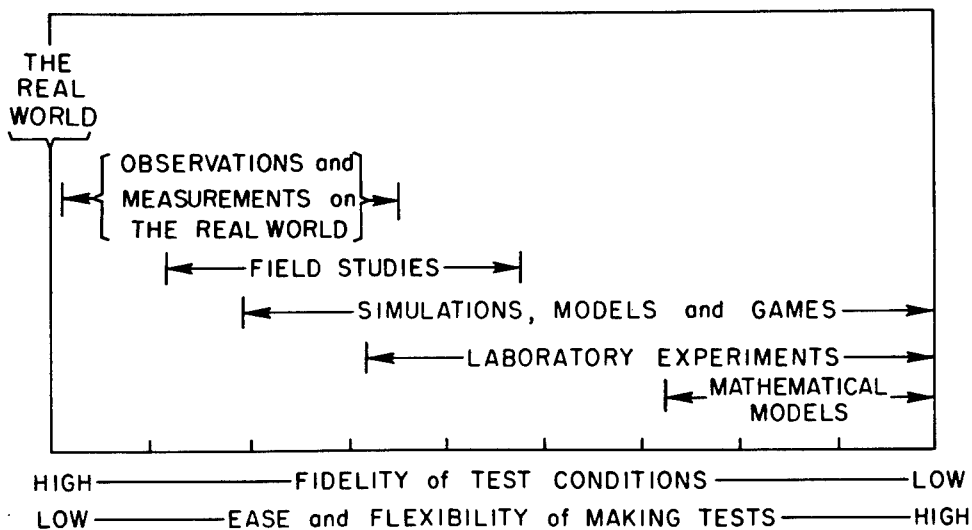 THE
REAL
WORLD
OBSERVATIONS and
MEASUREMENTS on
THE REAL WORLD
FIELD STUDIES
SIMULATIONS, MODELS and GAMES
LABORATORY EXPERIMENTS
MATHEMATICAL
MODELS
HIGH FIDELITY of TEST CONDITIONS LOW
LOW EASE and FLEXIBILITY of MAKING TESTS HIGH